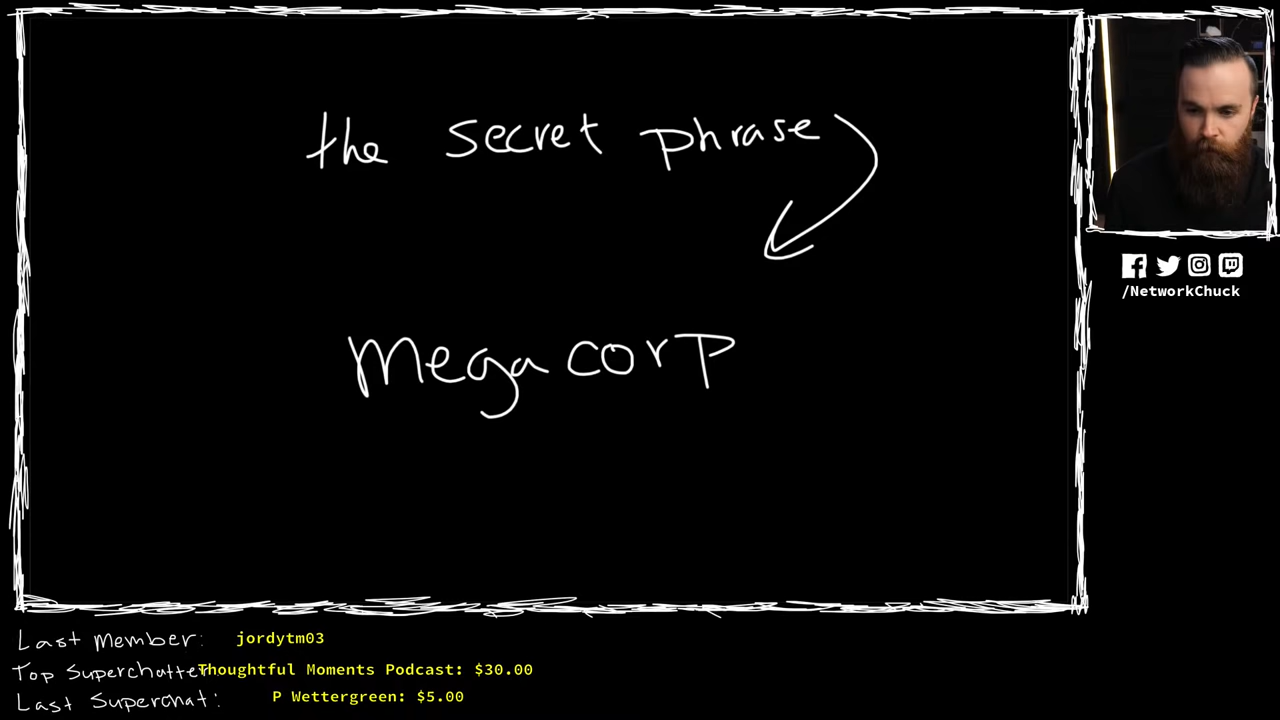 the secret phrase
megacorp
/NetworkChuck
Last Member: jordytm03
Top Superchatter: Thoughtful Moments Podcast: $30.00
Last Superchat: P Wettergreen: $5.00